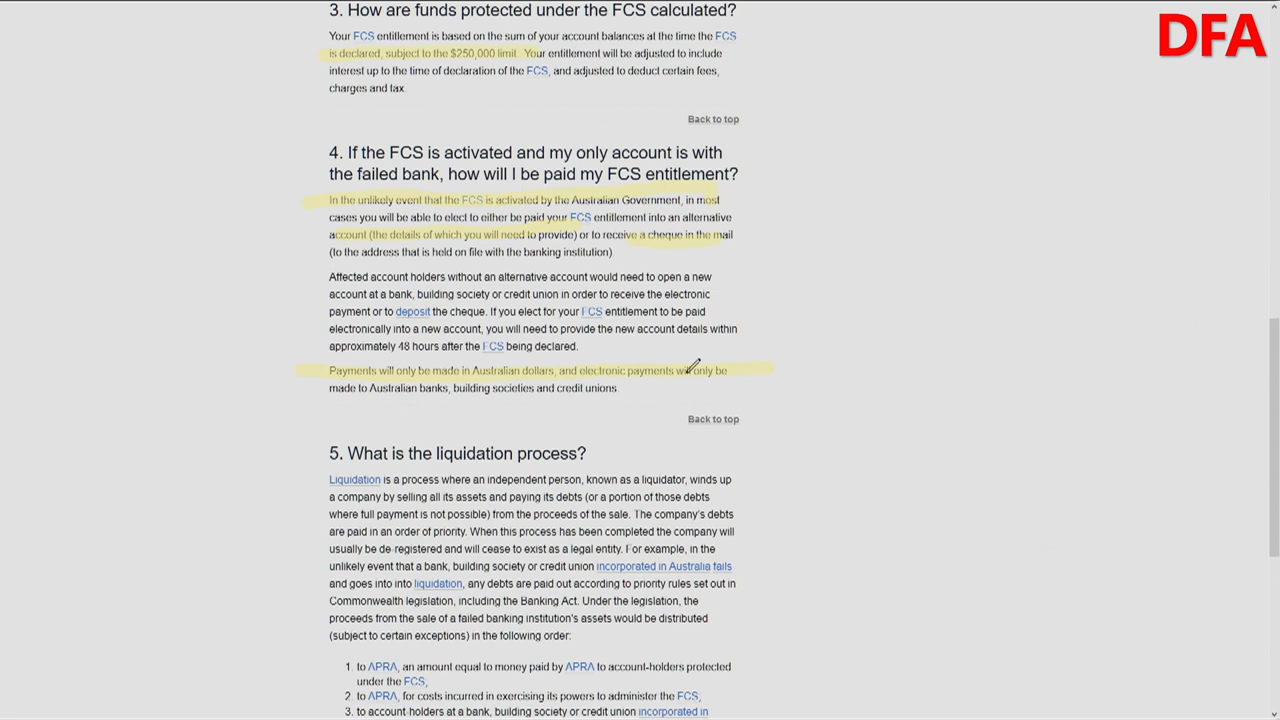 DFA
3. How are funds protected under the FCS calculated?
Your FCS entitlement is based on the sum of your account balances at the time the FCS
is declared, subject to the $250,000 limit. Your entitlement will be adjusted to include
interest up to the time of declaration of the FCS, and adjusted to deduct certain fees,
charges and tax.
Back to top
4. If the FCS is activated and my only account is with
the failed bank, how will I be paid my FCS entitlement?
In the unlikely event that the FCS is activated by the Australian Government, in most
cases you will be able to elect to either be paid your FCS entitlement into an alternative
account (the details of which you will need to provide) or to receive a cheque in the mail
(to the address that is held on file with the banking institution)
Affected account holders without an alternative account would need to open a new
account at a bank, building society or credit union in order to receive the electronic
payment or to deposit the cheque. If you elect for your FCS entitlement to be paid
electronically into a new account, you will need to provide the new account details within
approximately 48 hours after the FCS being declared.
Payments will only be made in Australian dollars, and electronic payments will only be
made to Australian banks, building societies and credit unions
Back to top
5. What is the liquidation process?
Liquidation is a process where an independent person, known as a liquidator, winds up
a company by selling all its assets and paying its debts (or a portion of those debts
where full payment is not possible) from the proceeds of the sale. The company's debts
are paid in an order of priority. When this process has been completed the company will
usually be de-registered and will cease to exist as a legal entity. For example, in the
unlikely event that a bank, building society or credit union incorporated in Australia fails
and goes into into liquidation, any debts are paid out according to priority rules set out in
Commonwealth legislation, including the Banking Act. Under the legislation, the
proceeds from the sale of a failed banking institution's assets would be distributed
(subject to certain exceptions) in the following order:
1. to APRA, an amount equal to money paid by APRA to account-holders protected
under the FCS;
2. to APRA, for costs incurred in exercising its powers to administer the FCS;
3. to account-holders at a bank, building society or credit union incorporated in